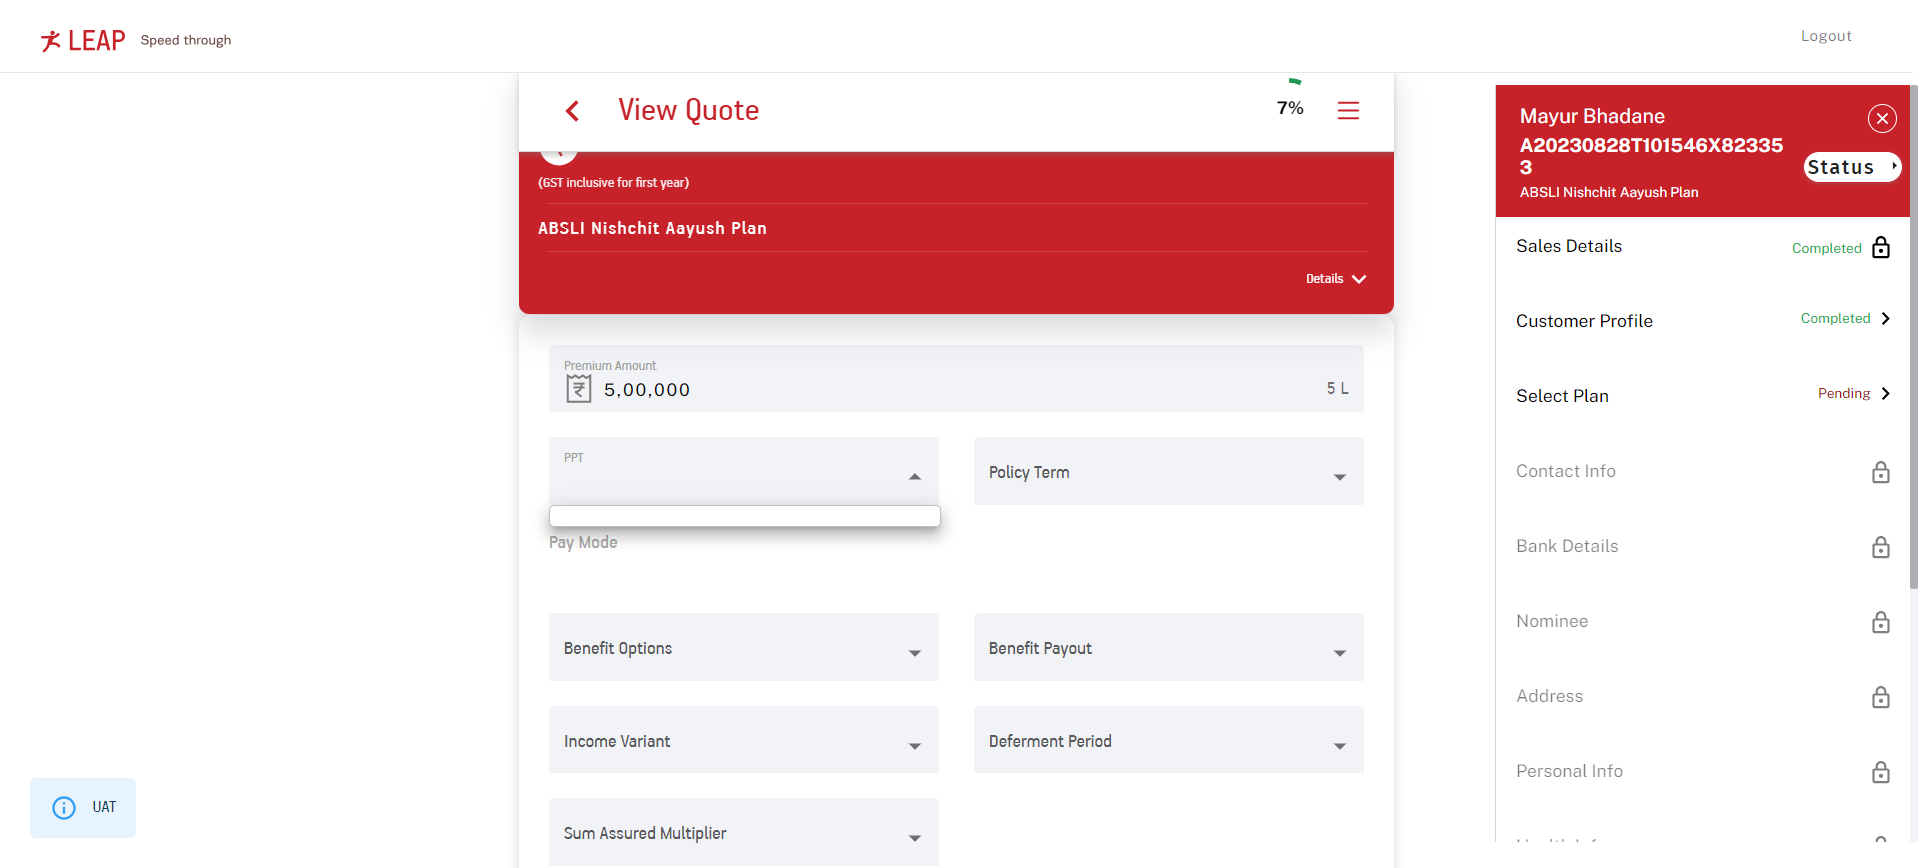 LEAP Speed through
Logout
View Quote
7%
(GST inclusive for first year)
ABSLI Nishchit Aayush Plan
Details
Premium Amount
5,00,000
5 L
PPT
Policy Term
Pay Mode
Benefit Options
Benefit Payout
Income Variant
Deferment Period
Sum Assured Multiplier
UAT
Mayur Bhadane
A20230828T101546X82335
3
Status
ABSLI Nishchit Aayush Plan
Sales Details
Completed
Customer Profile
Completed
Select Plan
Pending
Contact Info
Bank Details
Nominee
Address
Personal Info